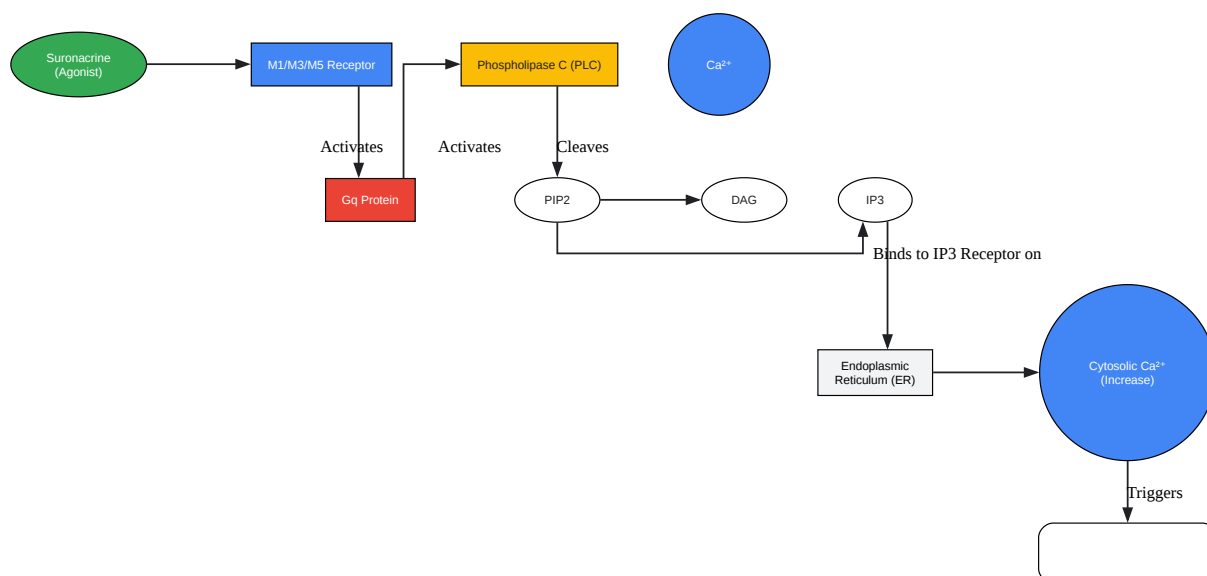 Suronacrine
(Agonist)
M1/M3/M5 Receptor
Phospholipase C (PLC)
Ca²⁺
Activates
Activates
Cleaves
Gq Protein
PIP2
DAG
IP3
Binds to IP3 Receptor on
Endoplasmic
Reticulum (ER)
Cytosolic Ca²⁺
(Increase)
Triggers